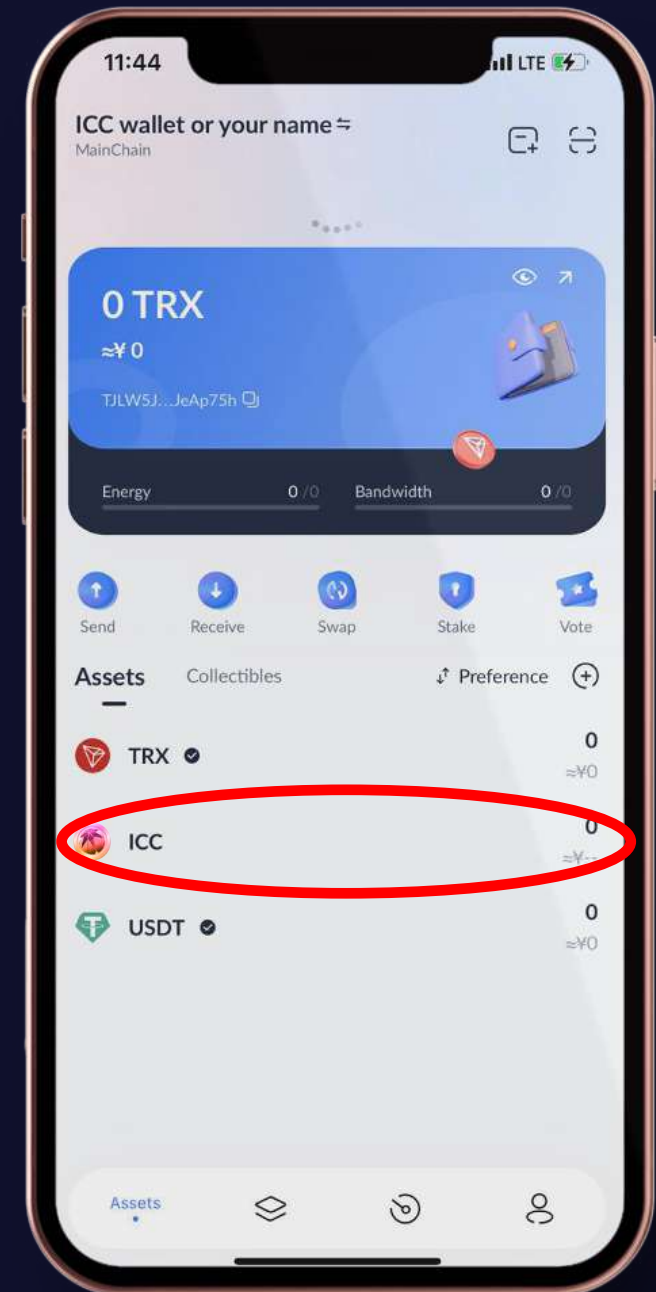 11:44 LTE
ICC wallet or your name
MainChain
0 TRX
≈¥ 0
TJLW5J...JeAp75h
Energy 0 /0 Bandwidth 0 /0
Send Receive Swap Stake Vote
Assets Collectibles Preference
TRX 0
≈¥0
ICC 0
≈¥--
USDT 0
≈¥0
Assets